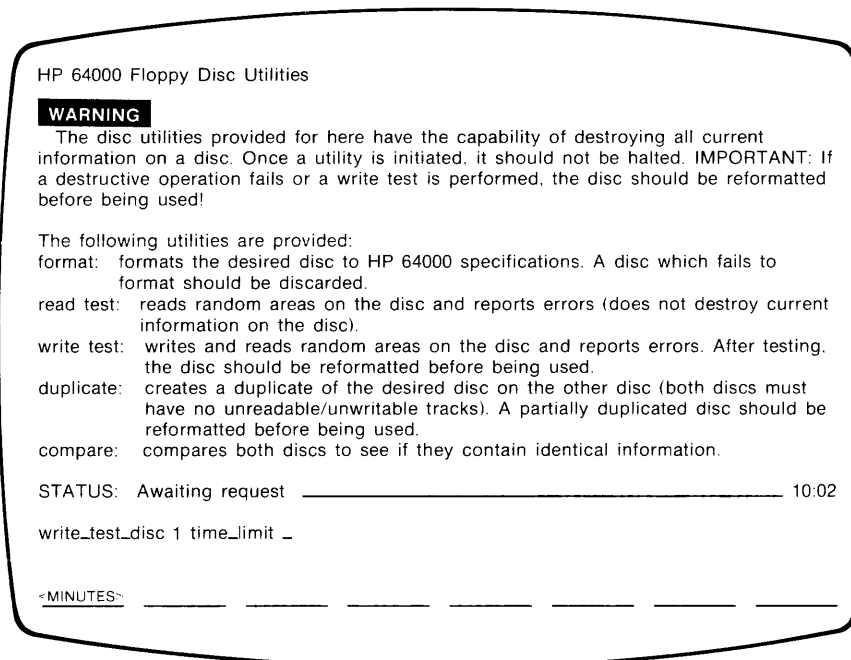 HP 64000 Floppy Disc Utilities
WARNING
The disc utilities provided for here have the capability of destroying all current
information on a disc. Once a utility is initiated, it should not be halted. IMPORTANT: If
a destructive operation fails or a write test is performed, the disc should be reformatted
before being used!
The following utilities are provided:
format: formats the desired disc to HP 64000 specifications. A disc which fails to
format should be discarded.
read test: reads random areas on the disc and reports errors (does not destroy current
information on the disc).
write test: writes and reads random areas on the disc and reports errors. After testing,
the disc should be reformatted before being used.
duplicate: creates a duplicate of the desired disc on the other disc (both discs must
have no unreadable/unwritable tracks). A partially duplicated disc should be
reformatted before being used.
compare: compares both discs to see if they contain identical information.
STATUS: Awaiting request 10:02
write_test_disc 1 time_limit _
<MINUTES>